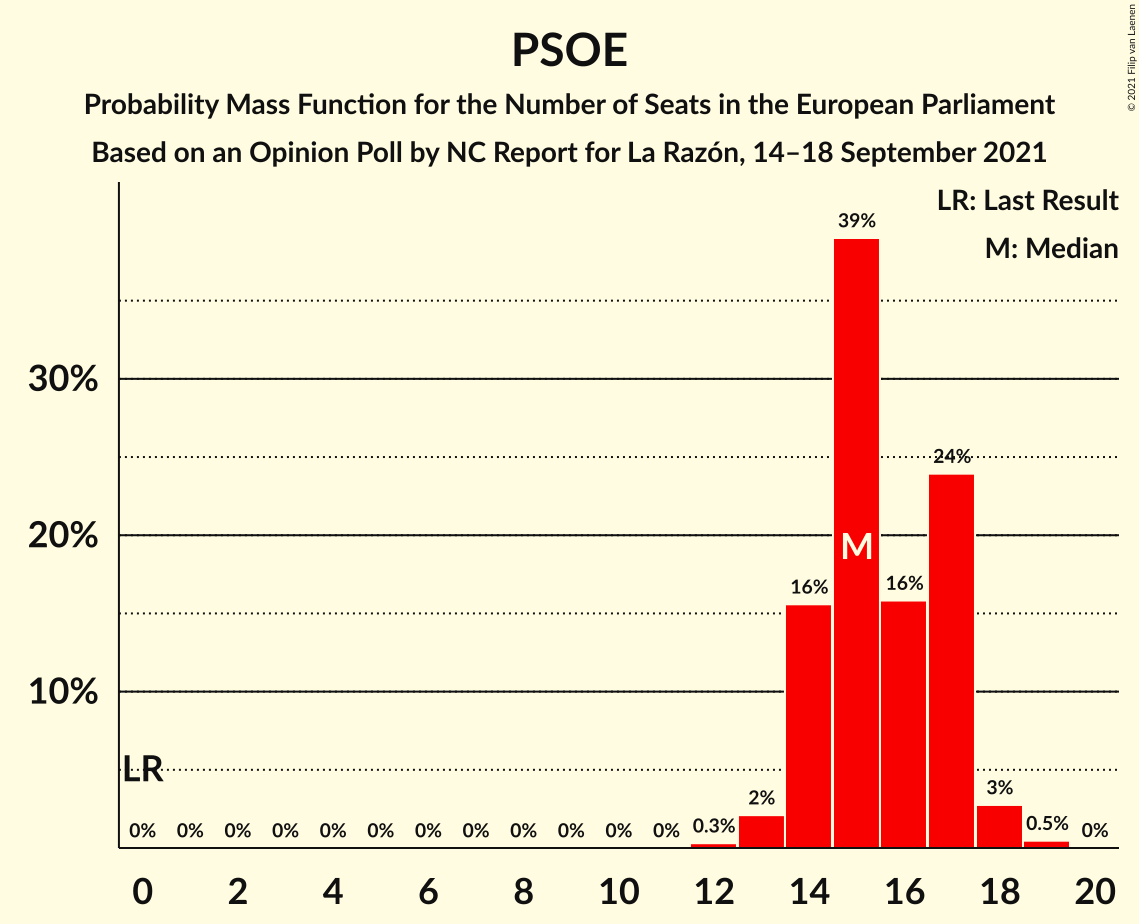 PSOE
Probability Mass Function for the Number of Seats in the European Parliament
Based on an Opinion Poll by NC Report for La Razón, 14–18 September 2021
© 2021 Filip van Laenen
LR: Last Result
M: Median
39%
30%
24%
20%
M
16%
16%
10%
LR
3%
2%
0% 0% 0% 0% 0% 0% 0% 0% 0% 0% 0% 0% 0.3% 0.5% 0%
0 2 4 6 8 10 12 14 16 18 20